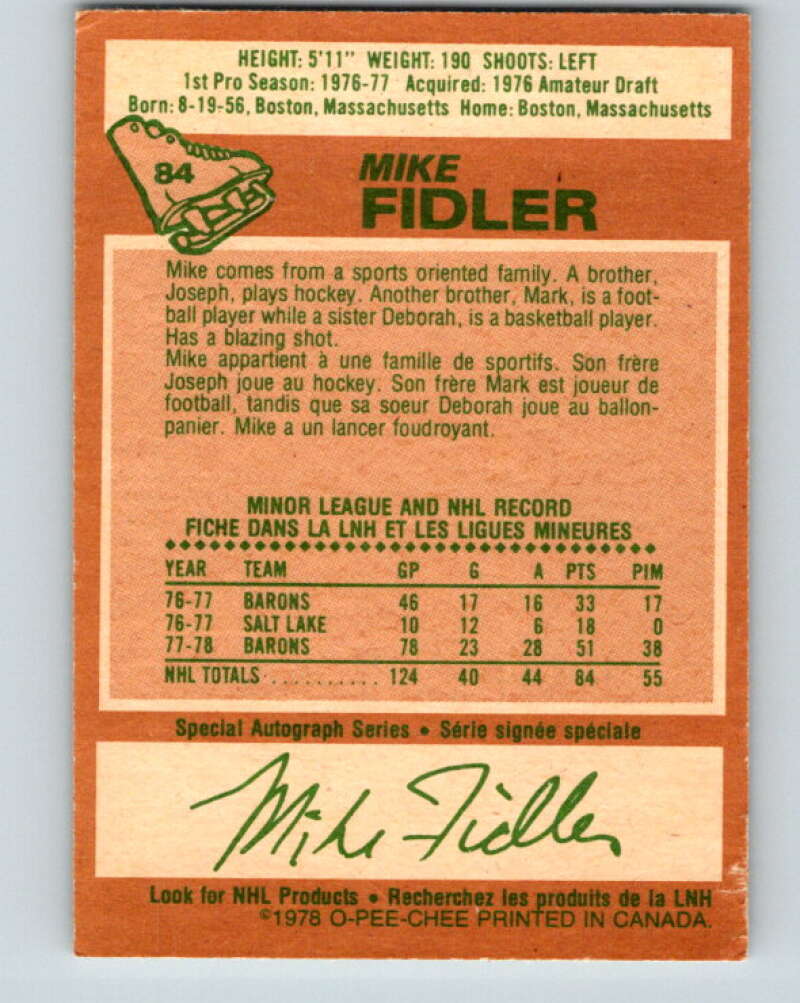 HEIGHT: 5'11" WEIGHT: 190 SHOOTS: LEFT
1st Pro Season: 1976-77 Acquired: 1976 Amateur Draft
Born: 8-19-56, Boston, Massachusetts Home: Boston, Massachusetts
84
MIKE
FIDLER
Mike comes from a sports oriented family. A brother,
Joseph, plays hockey. Another brother, Mark, is a foot-
ball player while a sister Deborah, is a basketball player.
Has a blazing shot.
Mike appartient à une famille de sportifs. Son frère
Joseph joue au hockey. Son frère Mark est joueur de
football, tandis que sa soeur Deborah joue au ballon-
panier. Mike a un lancer foudroyant.
MINOR LEAGUE AND NHL RECORD
FICHE DANS LA LNH ET LES LIGUES MINEURES
YEAR TEAM GP G A PTS PIM
76-77 BARONS 46 17 16 33 17
76-77 SALT LAKE 10 12 6 18 0
77-78 BARONS 78 23 28 51 38
NHL TOTALS .......... 124 40 44 84 55
Special Autograph Series • Série signée spéciale
Mike Fidler
Look for NHL Products • Recherchez les produits de la LNH
©1978 O-PEE-CHEE PRINTED IN CANADA.